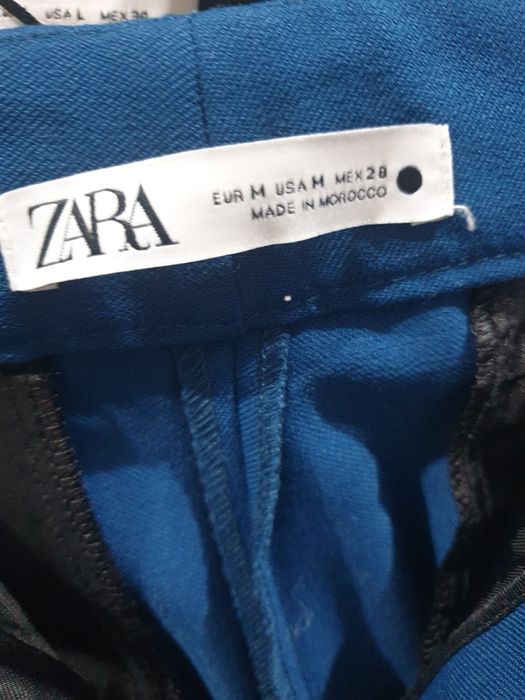 USA L MEX 30
ZARA
EUR M USA M MEX 28
MADE IN MOROCCO